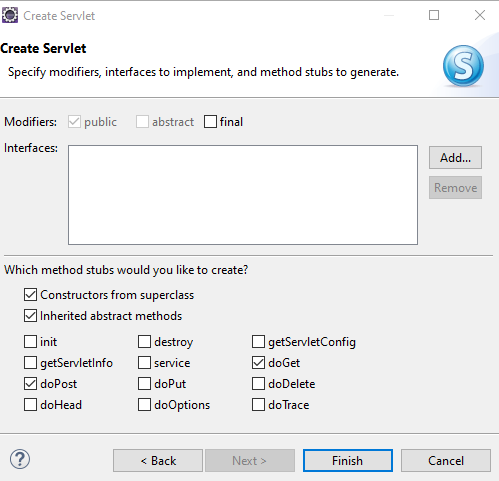 Create Servlet
Create Servlet
Specify modifiers, interfaces to implement, and method stubs to generate.
S
Modifiers: public abstract final
Interfaces:
Add...
Remove
Which method stubs would you like to create?
Constructors from superclass
Inherited abstract methods
init destroy getServletConfig
getServletInfo service doGet
doPost doPut doDelete
doHead doOptions doTrace
? < Back Next > Finish Cancel